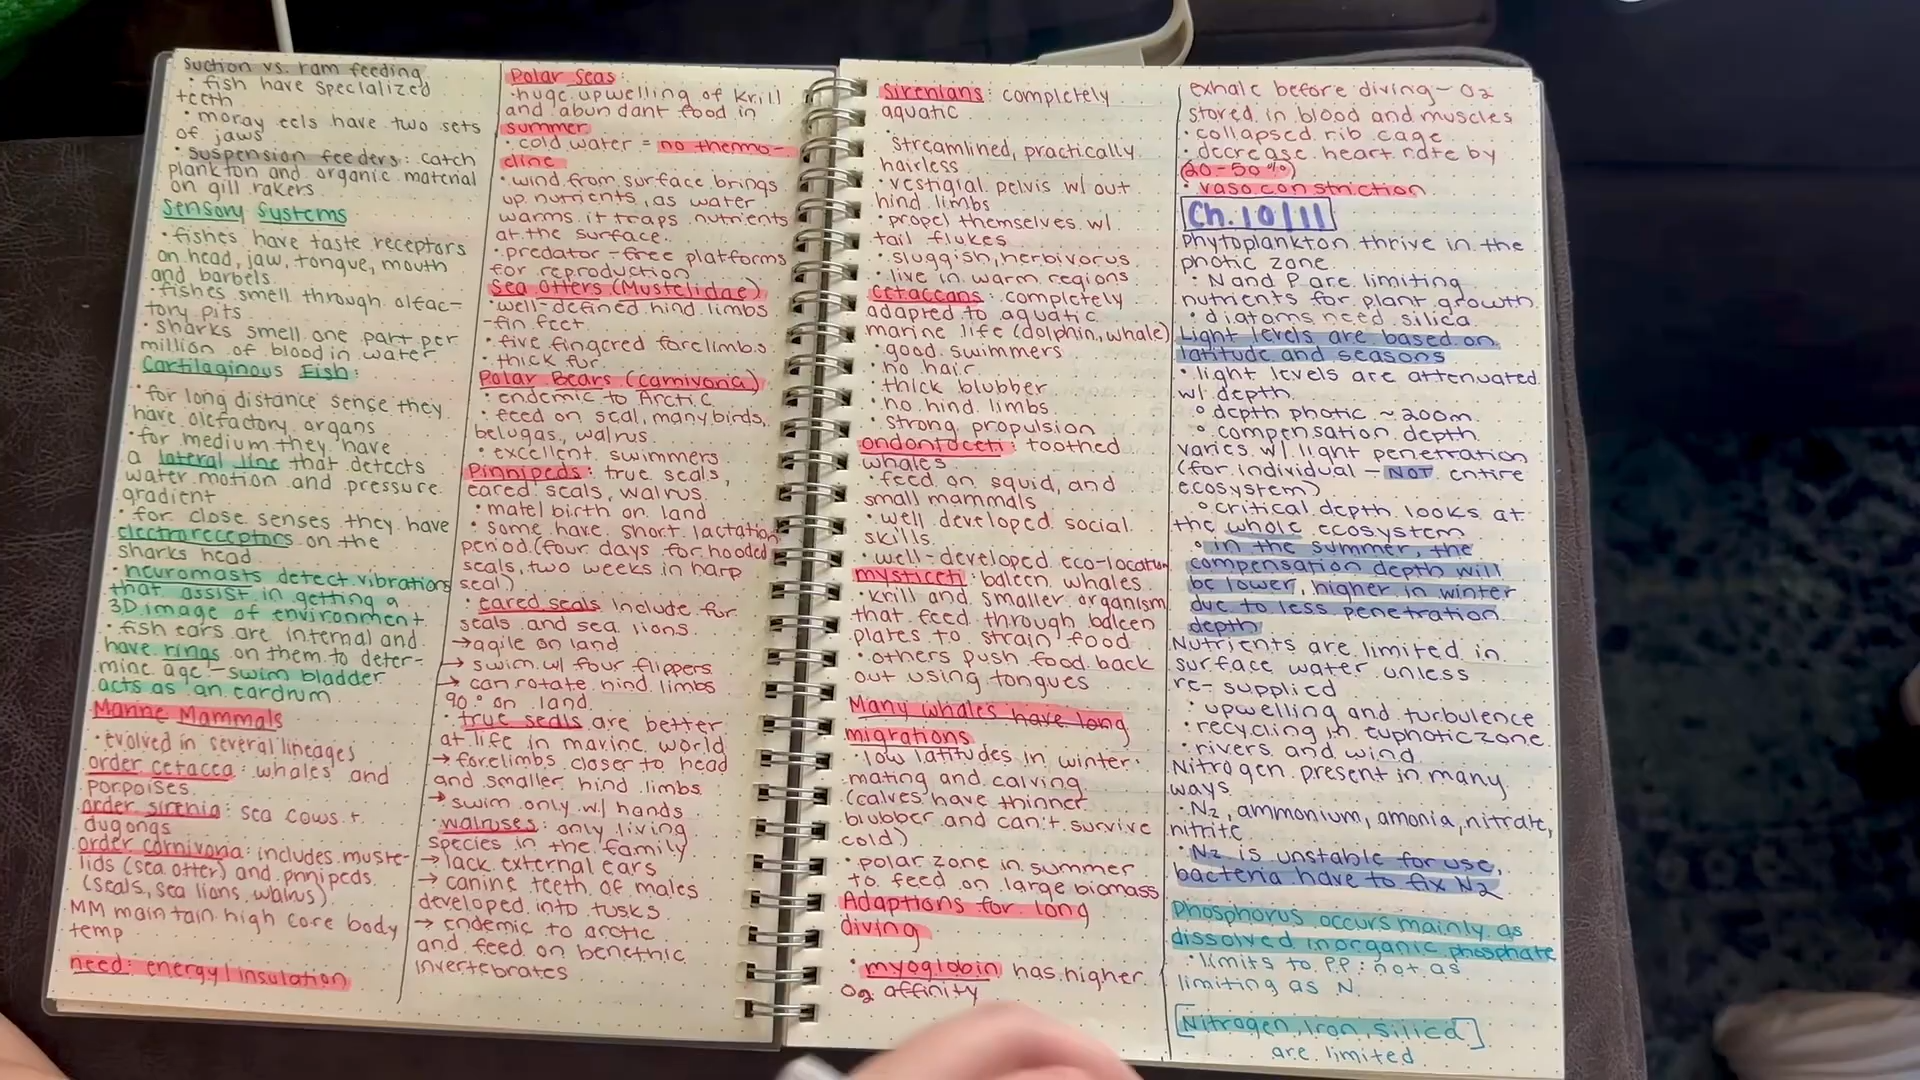 suction vs. ram feeding
· fish have specialized
teeth
· moray eels have two sets
of jaws
· suspension feeders: catch
plankton and organic material
on gill rakers.
Sensory Systems
· fishes have taste receptors
on head, jaw, tongue, mouth
and barbels
· fishes smell through olfac-
tory pits
· sharks smell one part per
million of blood in water.
Cartilaginous Fish:
· for long distance sense they
have olcfactory organs
· for medium they have
a lateral line that detects
water motion and pressure
gradient
· for close senses they have
electroreceptors on the
sharks head
· neuromasts detect vibrations
that assist in getting a
3D image of environment
· fish ears are internal and
have rings on them to deter-
mine age - swim bladder
acts as an eardrum
Marine Mammals
· evolved in several lineages
order cetacea: whales and
porpoises
order sirenia: sea cows +
dugongs
order carnivoria: includes muste-
lids (sea otter) and pnnipeds
(seals, sea lions, walrus)
MM maintain high core body
temp
need: energy/insulation
Polar Seas:
· huge upwelling of krill
and abundant food in
summer
· cold water = no thermo-
cline
· wind from surface brings
up nutrients, as water
warms it traps nutrients
at the surface.
· predator-free platforms
for reproduction
Sea Otters (Mustelidae)
· well-defined hind limbs
- fin feet
· five fingered forelimbs
· thick fur
Polar Bears (Carnivoria)
· endemic to Arctic
· feed on seal, many birds,
belugas, walrus
· excellent swimmers
Pinnipeds: true seals,
eared seals, walrus
· matel birth on land
· some have short lactation
period (four days for hooded
seals, two weeks in harp
seal)
· eared seals include fur
seals and sea lions
→ agile on land
→ swim w/ four flippers
→ can rotate hind limbs
90° on land
· true seals are better
at life in marine world
→ forelimbs closer to head
and smaller hind limbs
→ swim only w/ hands
· walruses: only living
species in the family
→ lack external ears
→ canine teeth of males
developed into tusks
→ endemic to arctic
and feed on bencthic
invertebrates
sirenians: completely
aquatic
· Streamlined, practically
hairless
· vestigial pelvis w/ out
hind limbs
· propel themselves w/
tail flukes
· sluggish, herbivorus
· live in warm regions
Cetaceans: completely
adapted to aquatic
marine life (dolphin, whale)
· good swimmers
· no hair
· thick blubber
· no hind limbs
· strong propulsion
ondontoceti: toothed
whales
· feed on squid, and
small mammals
· well developed social
skills
· well-developed eco-location
mysticeti: baleen whales
· krill and smaller organism
that feed through baleen
plates to strain food
· others push food back
out using tongues
Many whales have long
migrations
· low latitudes in winter
mating and calving
(calves have thinner
blubber and can't survive
cold)
· polar zone in summer
to feed on large biomass
Adaptions for long
diving
· myoglobin has higher
O2 affinity
exhale before diving - O2
stored in blood and muscles
· collapsed rib cage
· decrease heart rate by
(20-50%)
· vasoconstriction
Ch. 10/11
Phytoplankton thrive in the
photic zone
· N and P are limiting
nutrients for plant growth
· diatoms need silica
Light levels are based on
latitude and seasons
· light levels are attenuated
w/ depth
° depth photic ~ 200m
° compensation depth
varies w/ light penetration
(for individual - NOT entire
ecosystem)
° critical depth looks at
the whole ecosystem
° in the summer, the
compensation depth will
be lower, higher in winter
due to less penetration
depth
Nutrients are limited in
surface water unless
re-supplied
· upwelling and turbulence
· recycling in euphotic zone
· rivers and wind
Nitrogen present in many
ways
· N2, ammonium, amonia, nitrate,
nitrite
· N2 is unstable for use,
bacteria have to fix N2
Phosphorus occurs mainly as
dissolved inorganic phosphate
· limits to P.P: not as
limiting as N
[Nitrogen, Iron, Silica]
are limited